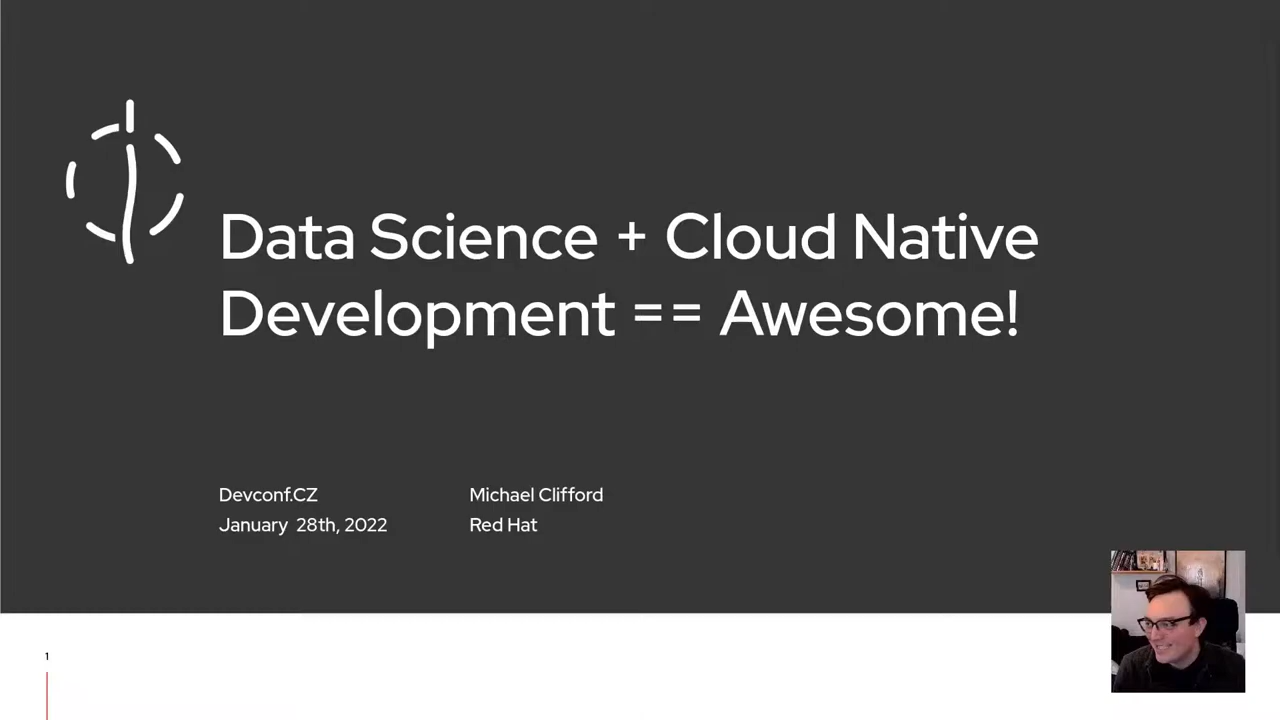 Data Science + Cloud Native
Development == Awesome!
Devconf.CZ
January 28th, 2022
Michael Clifford
Red Hat
1